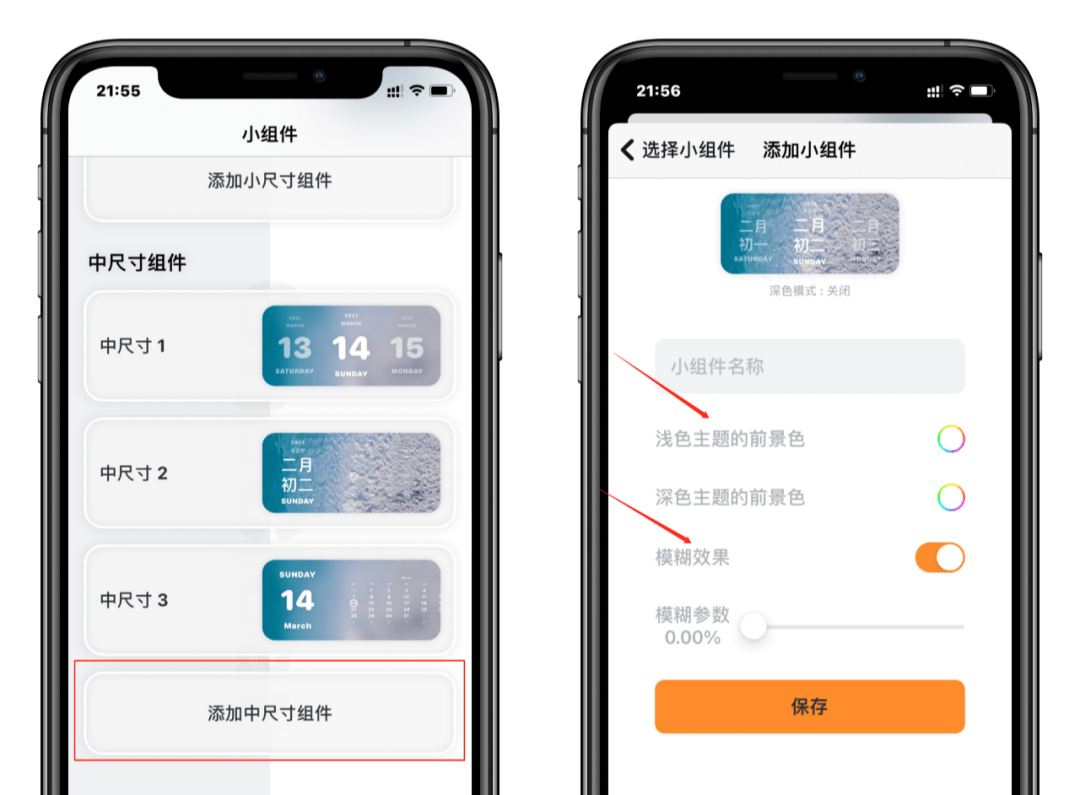 21:55
小组件
添加小尺寸组件
中尺寸组件
中尺寸 1
2021
MARCH
13
SATURDAY
2021
MARCH
14
SUNDAY
2021
MARCH
15
MONDAY
中尺寸 2
2021
二月
初二
SUNDAY
中尺寸 3
SUNDAY
14
March
添加中尺寸组件
21:56
选择小组件
添加小组件
二月
初一
SATURDAY
二月
初二
SUNDAY
二月
初三
MONDAY
深色模式：关闭
小组件名称
浅色主题的前景色
深色主题的前景色
模糊效果
模糊参数
0.00%
保存